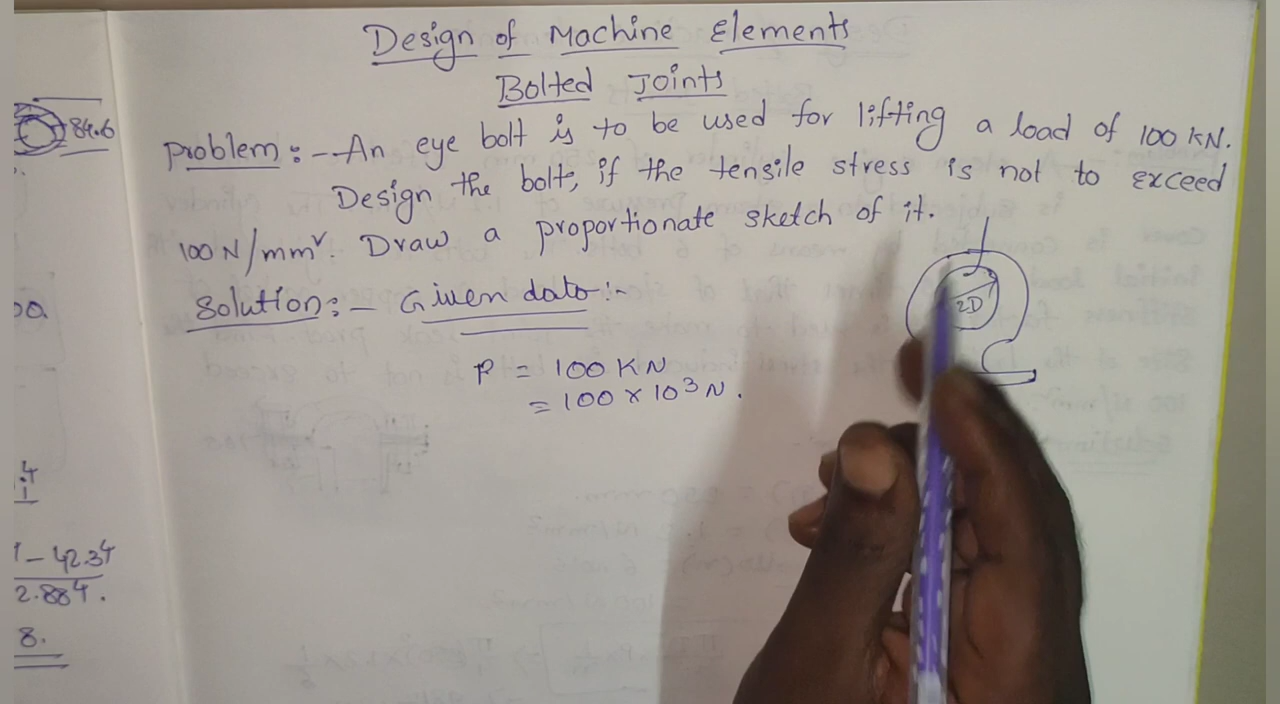 Design of Machine Elements
Bolted Joints
84.6
Problem:- An eye bolt is to be used for lifting a load of 100 KN.
Design the bolt, if the tensile stress is not to exceed
100 N/mm². Draw a proportionate sketch of it.
Solution:- Given data:-
2D
P = 100 KN
= 100 x 10³ N.
- 42.34
2.884.
8.